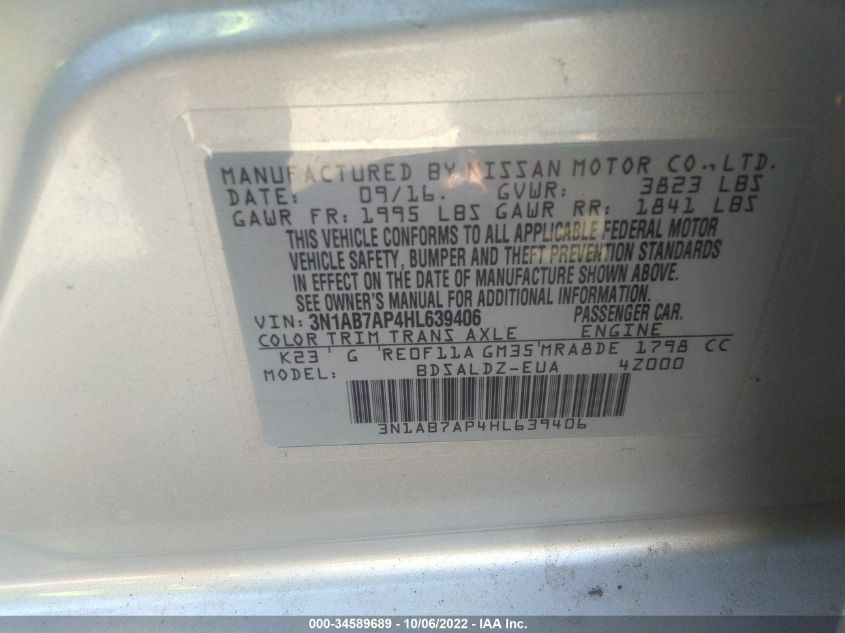 MANUFACTURED BY NISSAN MOTOR CO., LTD.
DATE: 09/16. GVWR: 3823 LBS
GAWR FR: 1995 LBS GAWR RR: 1841 LBS
THIS VEHICLE CONFORMS TO ALL APPLICABLE FEDERAL MOTOR
VEHICLE SAFETY, BUMPER AND THEFT PREVENTION STANDARDS
IN EFFECT ON THE DATE OF MANUFACTURE SHOWN ABOVE.
SEE OWNER'S MANUAL FOR ADDITIONAL INFORMATION.
VIN: 3N1AB7AP4HL639406 PASSENGER CAR.
COLOR TRIM TRANS AXLE ENGINE
K23 G RE0F11A GM35 MRA8DE 1798 CC
MODEL: BDSALDZ-EUA 4Z000
3N1AB7AP4HL639406
000-34589689 - 10/06/2022 - IAA Inc.